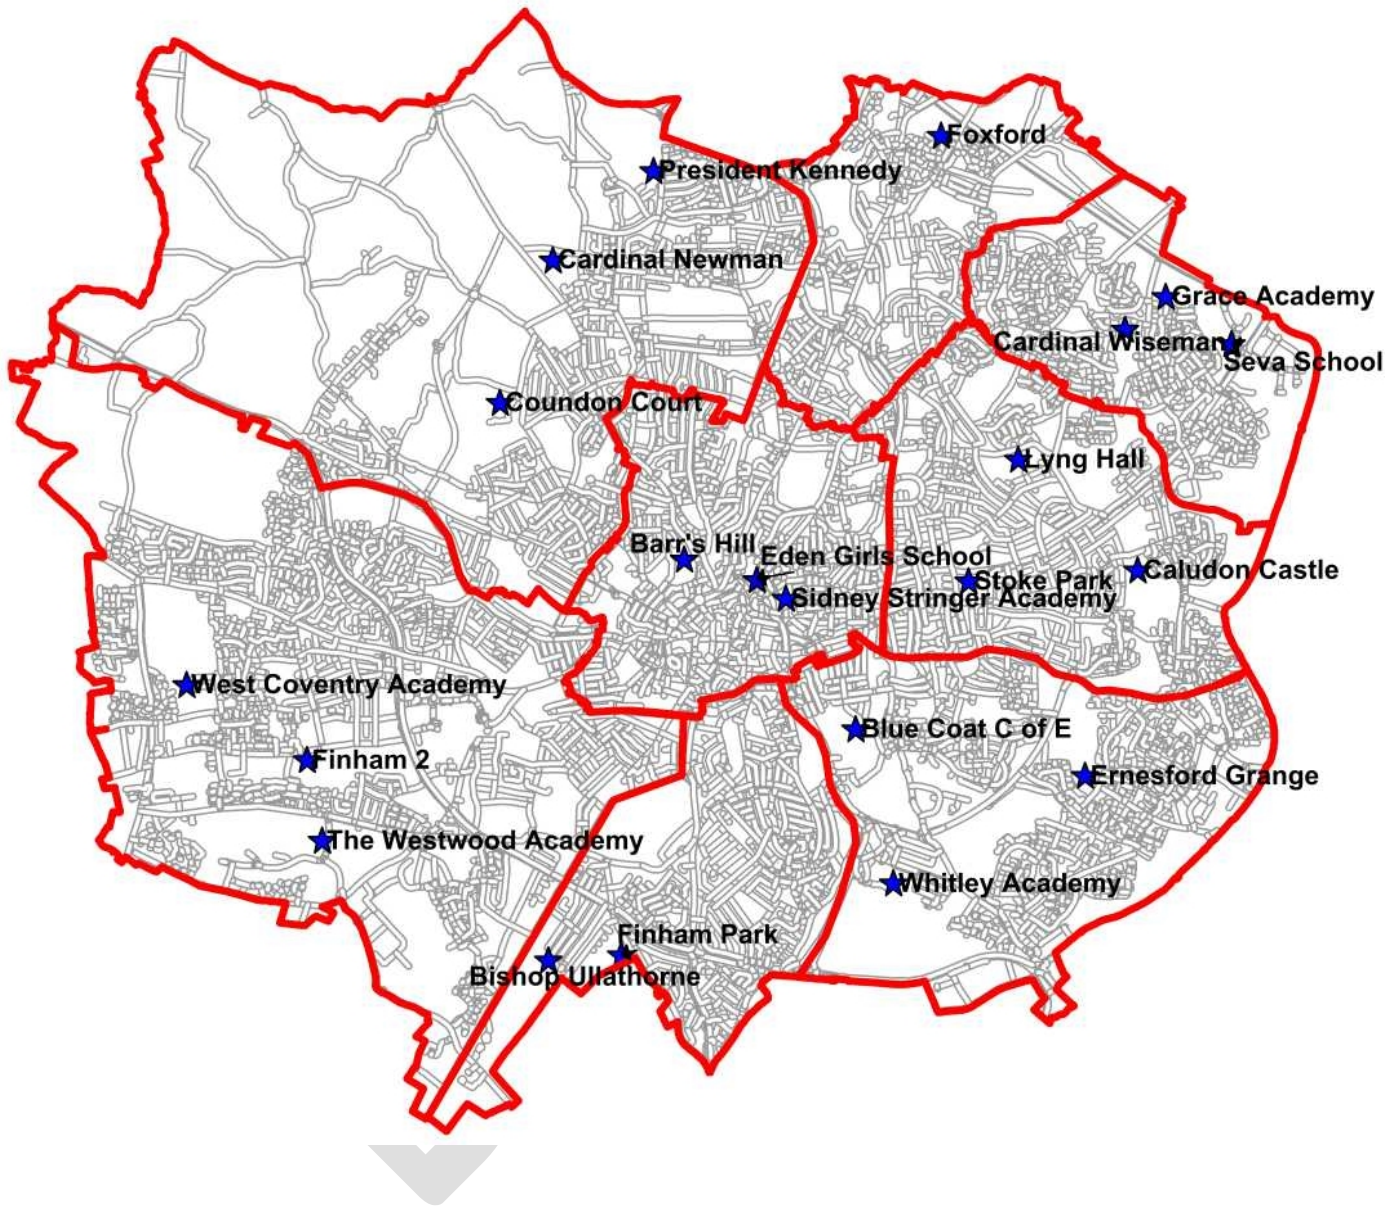 Foxford
President Kennedy
Cardinal Newman
Grace Academy
Cardinal Wiseman
Seva School
Coundon Court
Lyng Hall
Barr's Hill
Eden Girls School
Stoke Park
Caludon Castle
Sidney Stringer Academy
West Coventry Academy
Blue Coat C of E
Finham 2
Ernesford Grange
The Westwood Academy
Whitley Academy
Finham Park
Bishop Ullathorne